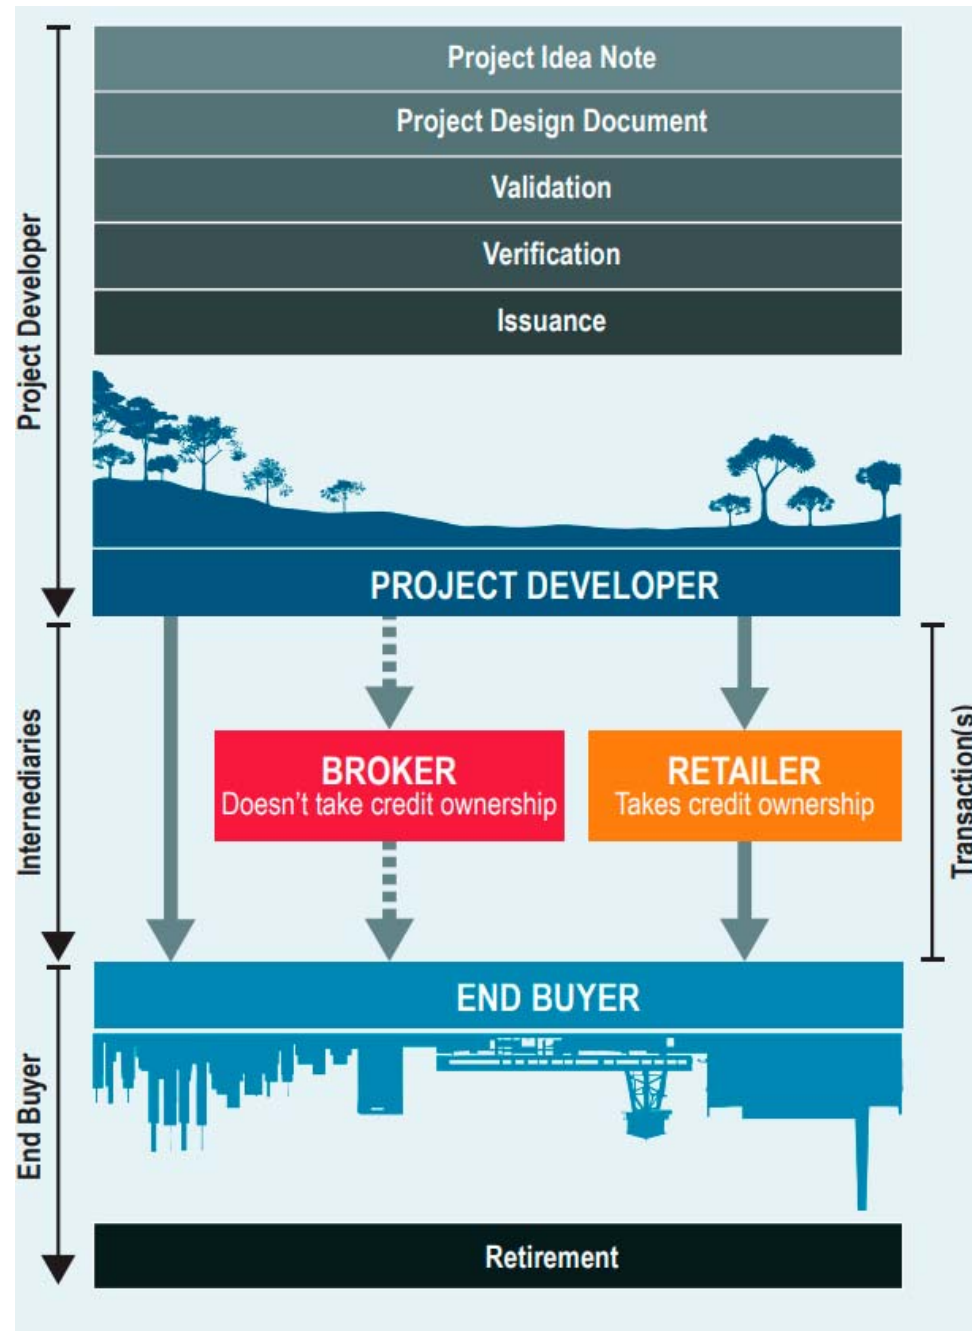 Project Idea Note
Project Design Document
Validation
Verification
Issuance
Project Developer
PROJECT DEVELOPER
Internediaries
BROKER
Doesn't take credit ownership
RETAILER
Takes credit ownership
Transaction(s)
END BUYER
End Buyer
Retirement